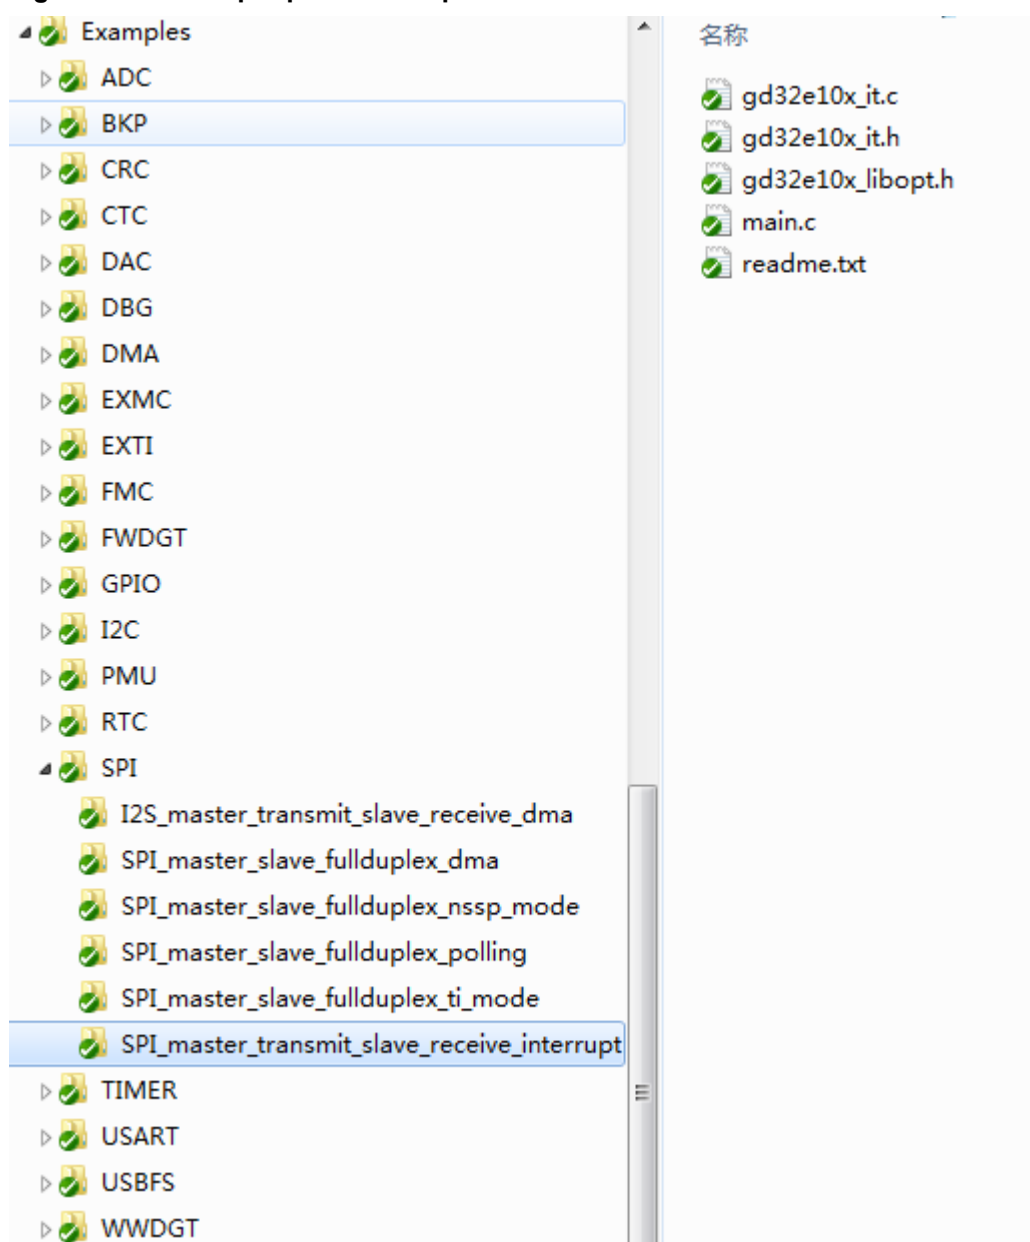 Examples
ADC
BKP
CRC
CTC
DAC
DBG
DMA
EXMC
EXTI
FMC
FWDGT
GPIO
I2C
PMU
RTC
SPI
I2S_master_transmit_slave_receive_dma
SPI_master_slave_fullduplex_dma
SPI_master_slave_fullduplex_nssp_mode
SPI_master_slave_fullduplex_polling
SPI_master_slave_fullduplex_ti_mode
SPI_master_transmit_slave_receive_interrupt
TIMER
USART
USBFS
WWDGT
名称
gd32e10x_it.c
gd32e10x_it.h
gd32e10x_libopt.h
main.c
readme.txt